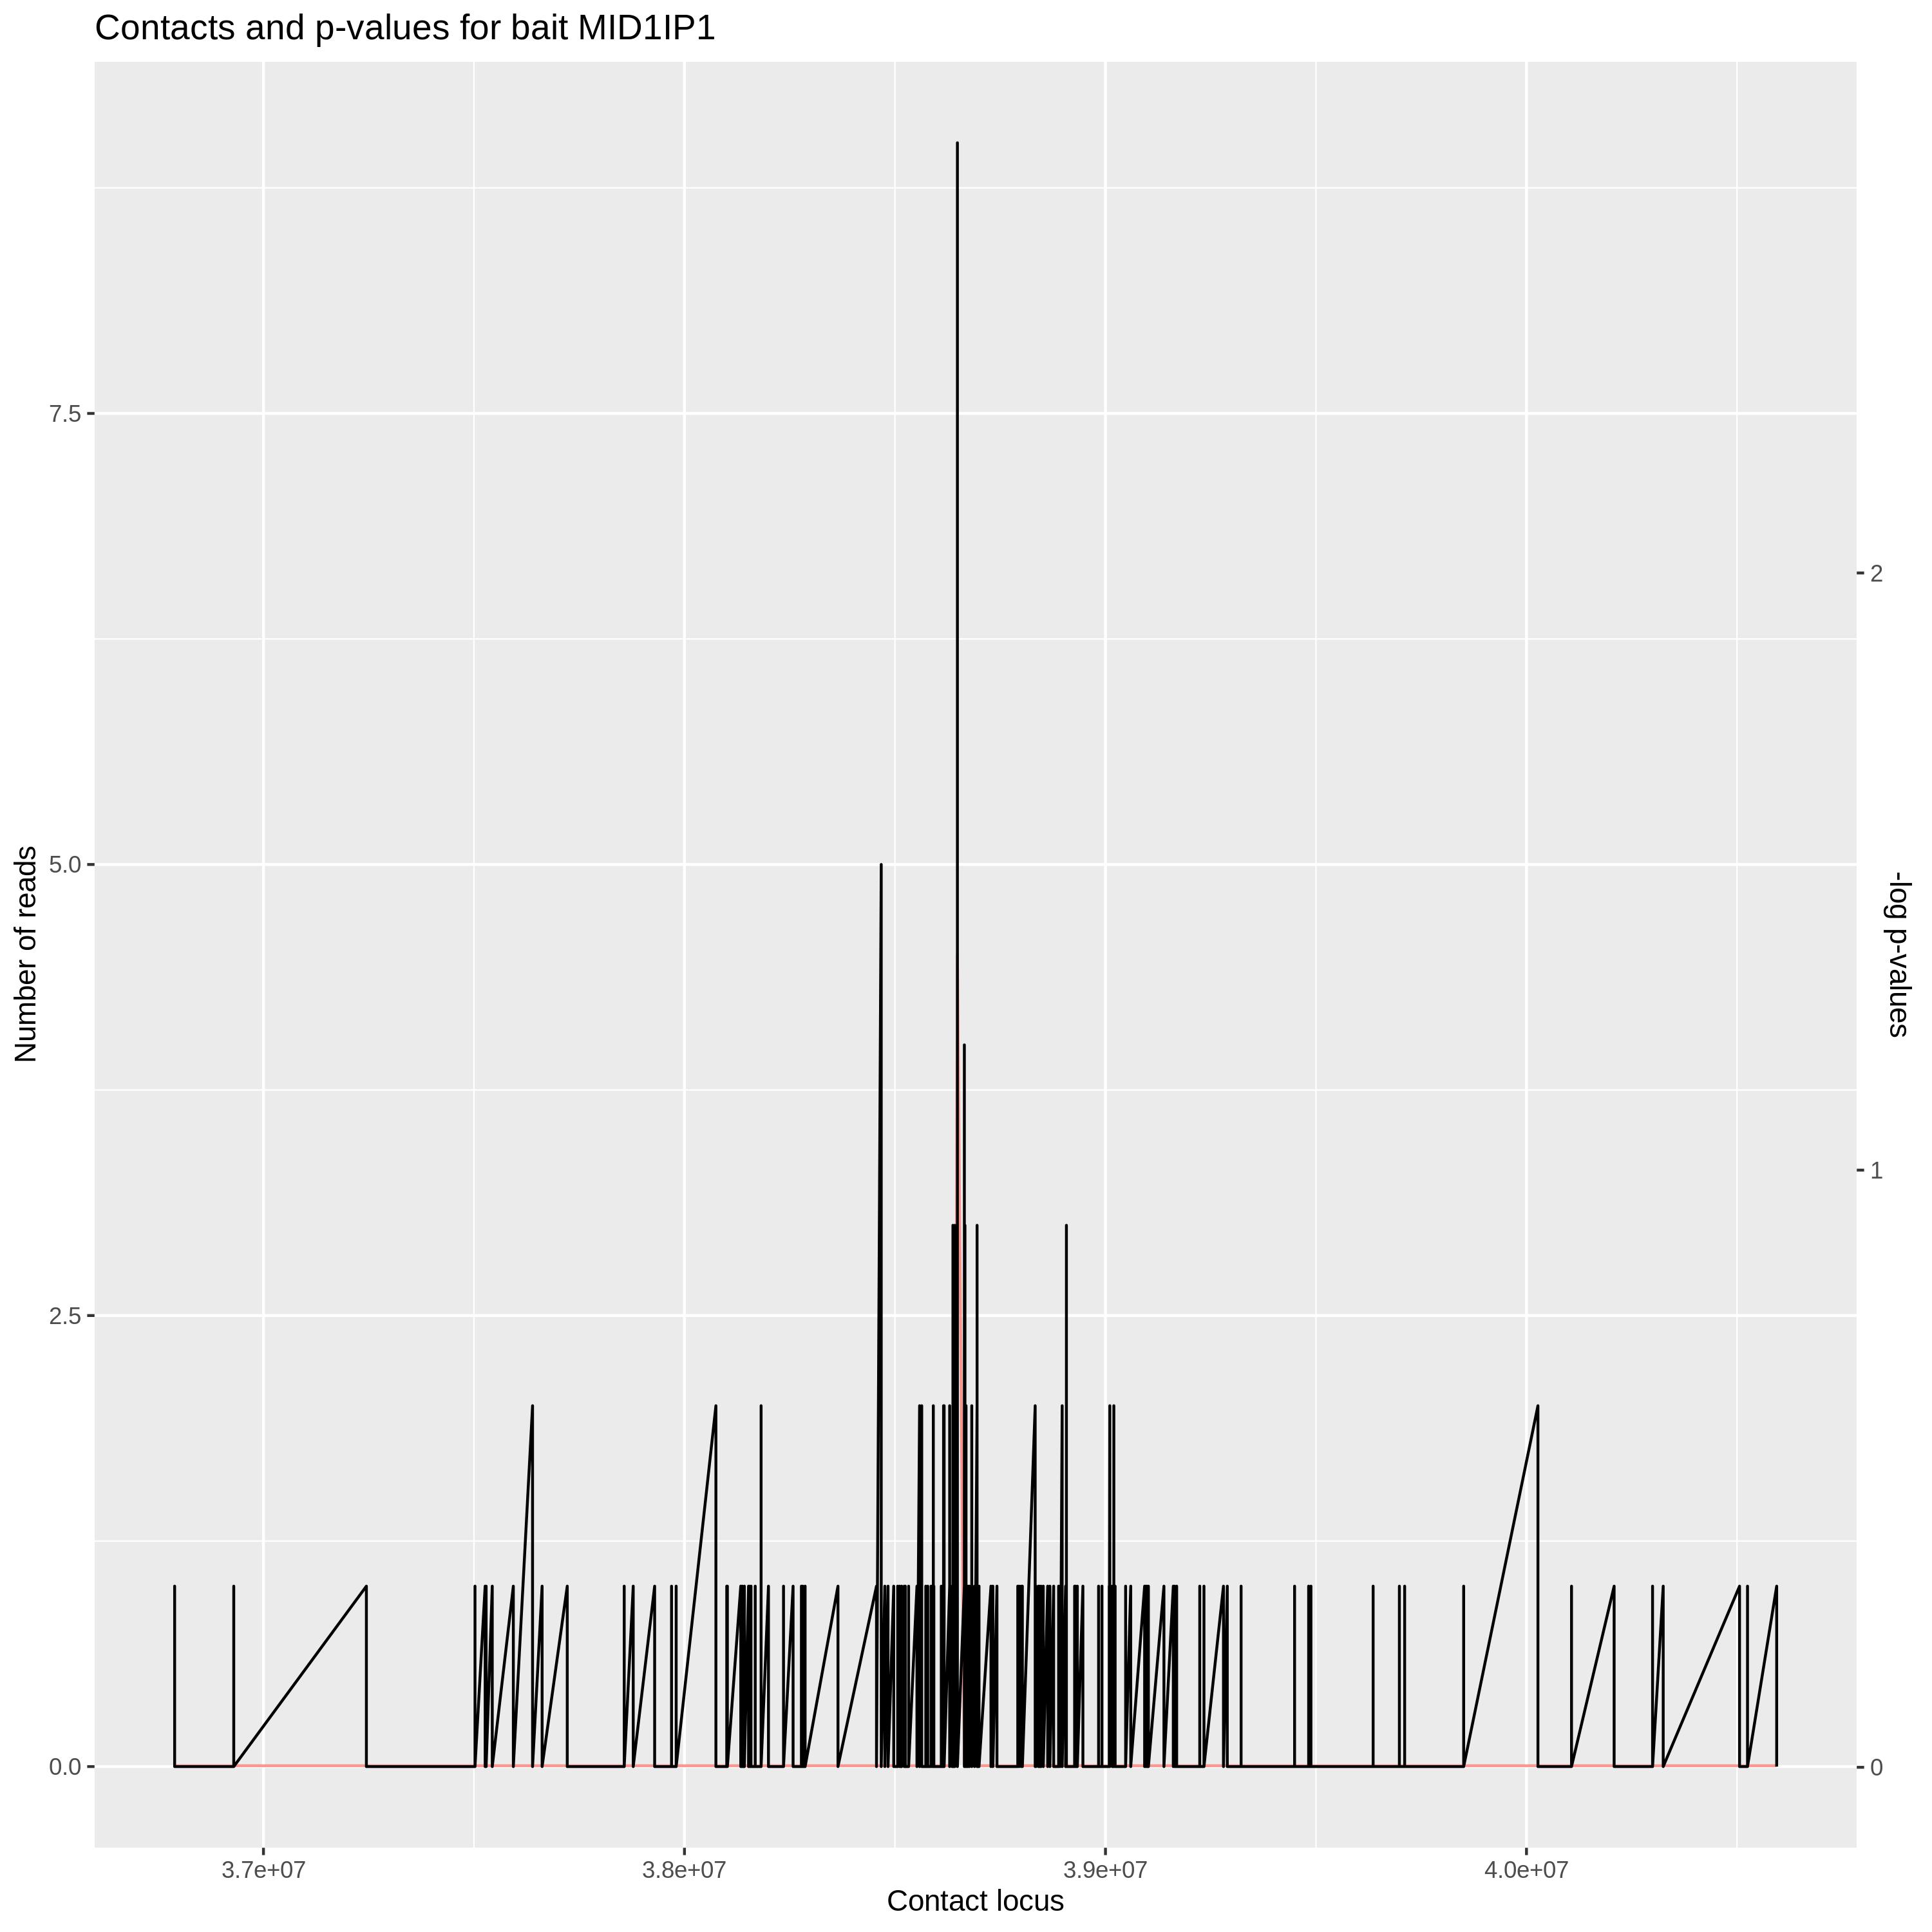 Contacts and p-values for bait MID1IP1
7.5
5.0
2.5
0.0
Number of reads
2
1
0
-log p-values
3.7e+07
3.8e+07
3.9e+07
4.0e+07
Contact locus